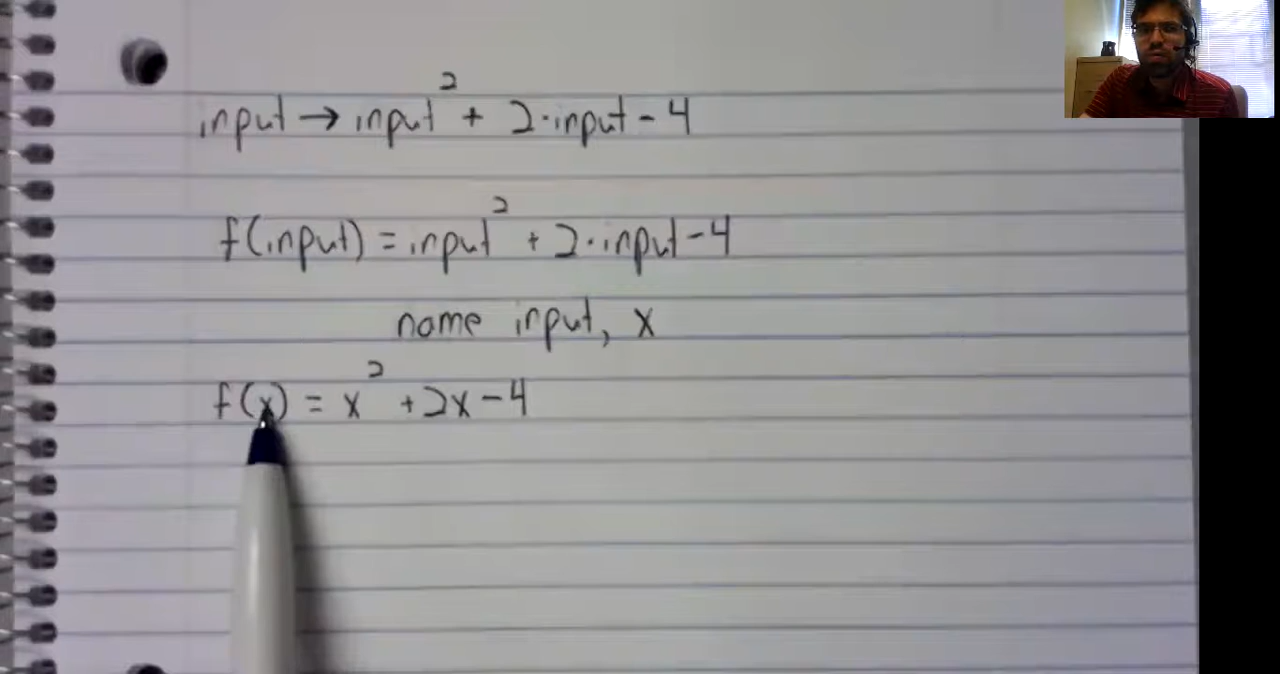 input → input² + 2·input - 4
f(input) = input² + 2·input - 4
name input, x
f(x) = x² + 2x - 4